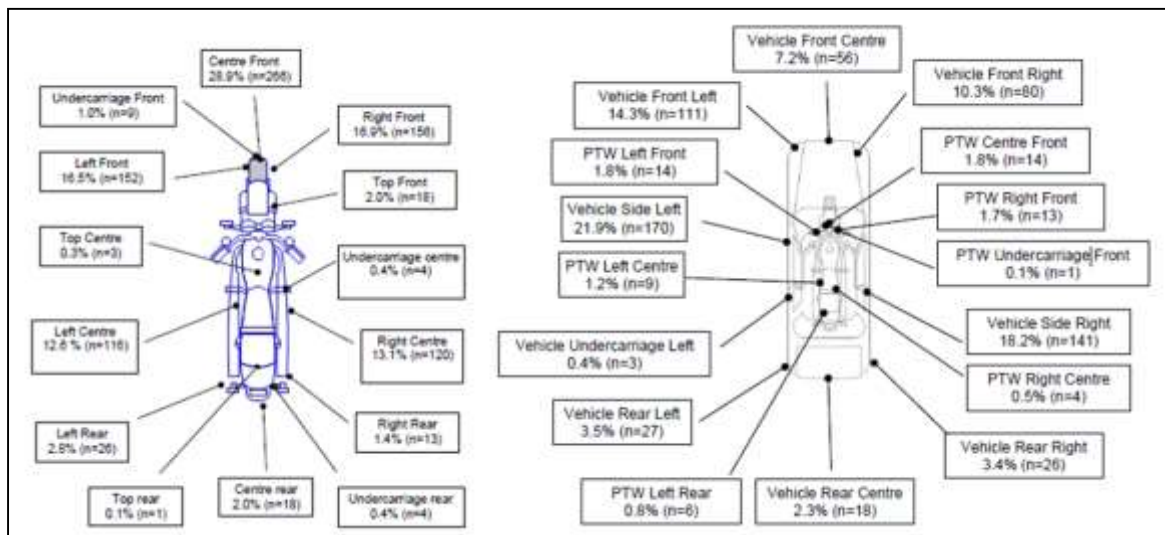 Centre Front
28.9% (n=266)
Undercarriage Front
1.0% (n=9)
Right Front
16.9% (n=156)
Left Front
16.5% (n=152)
Top Front
2.0% (n=18)
Top Centre
0.3% (n=3)
Undercarriage centre
0.4% (n=4)
Left Centre
12.6 % (n=116)
Right Centre
13.1% (n=120)
Left Rear
2.8% (n=26)
Right Rear
1.4% (n=13)
Top rear
0.1% (n=1)
Centre rear
2.0% (n=18)
Undercarriage rear
0.4% (n=4)
Vehicle Front Centre
7.2% (n=56)
Vehicle Front Right
10.3% (n=80)
Vehicle Front Left
14.3% (n=111)
PTW Left Front
1.8% (n=14)
PTW Centre Front
1.8% (n=14)
PTW Right Front
1.7% (n=13)
Vehicle Side Left
21.9% (n=170)
PTW Undercarriage Front
0.1% (n=1)
PTW Left Centre
1.2% (n=9)
Vehicle Side Right
18.2% (n=141)
Vehicle Undercarriage Left
0.4% (n=3)
PTW Right Centre
0.5% (n=4)
Vehicle Rear Left
3.5% (n=27)
Vehicle Rear Right
3.4% (n=26)
PTW Left Rear
0.8% (n=6)
Vehicle Rear Centre
2.3% (n=18)